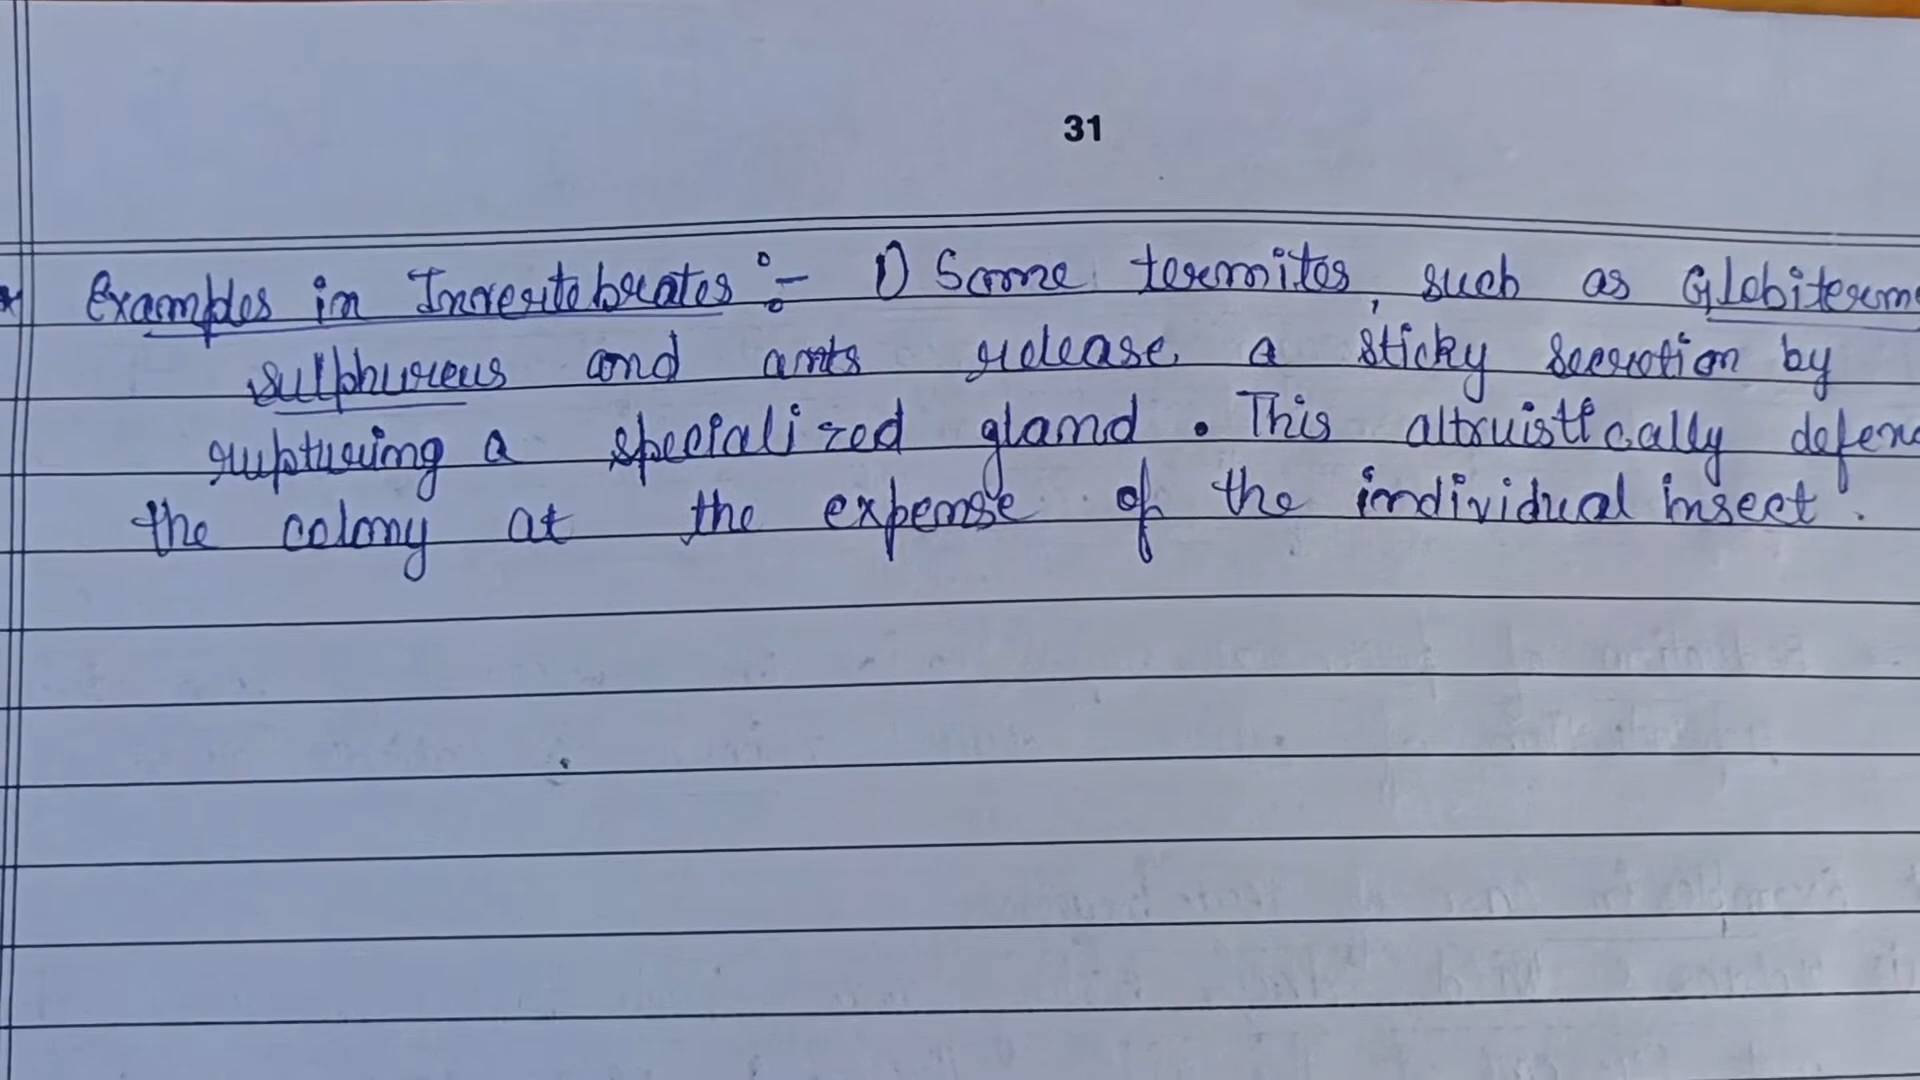 31
Examples in Invertebrates :- 1) Some termites, such as Globiterm
sulphureus and ants release a sticky secretion by
rupturing a specialized gland. This altruistically defen
the colony at the expense of the individual insect.